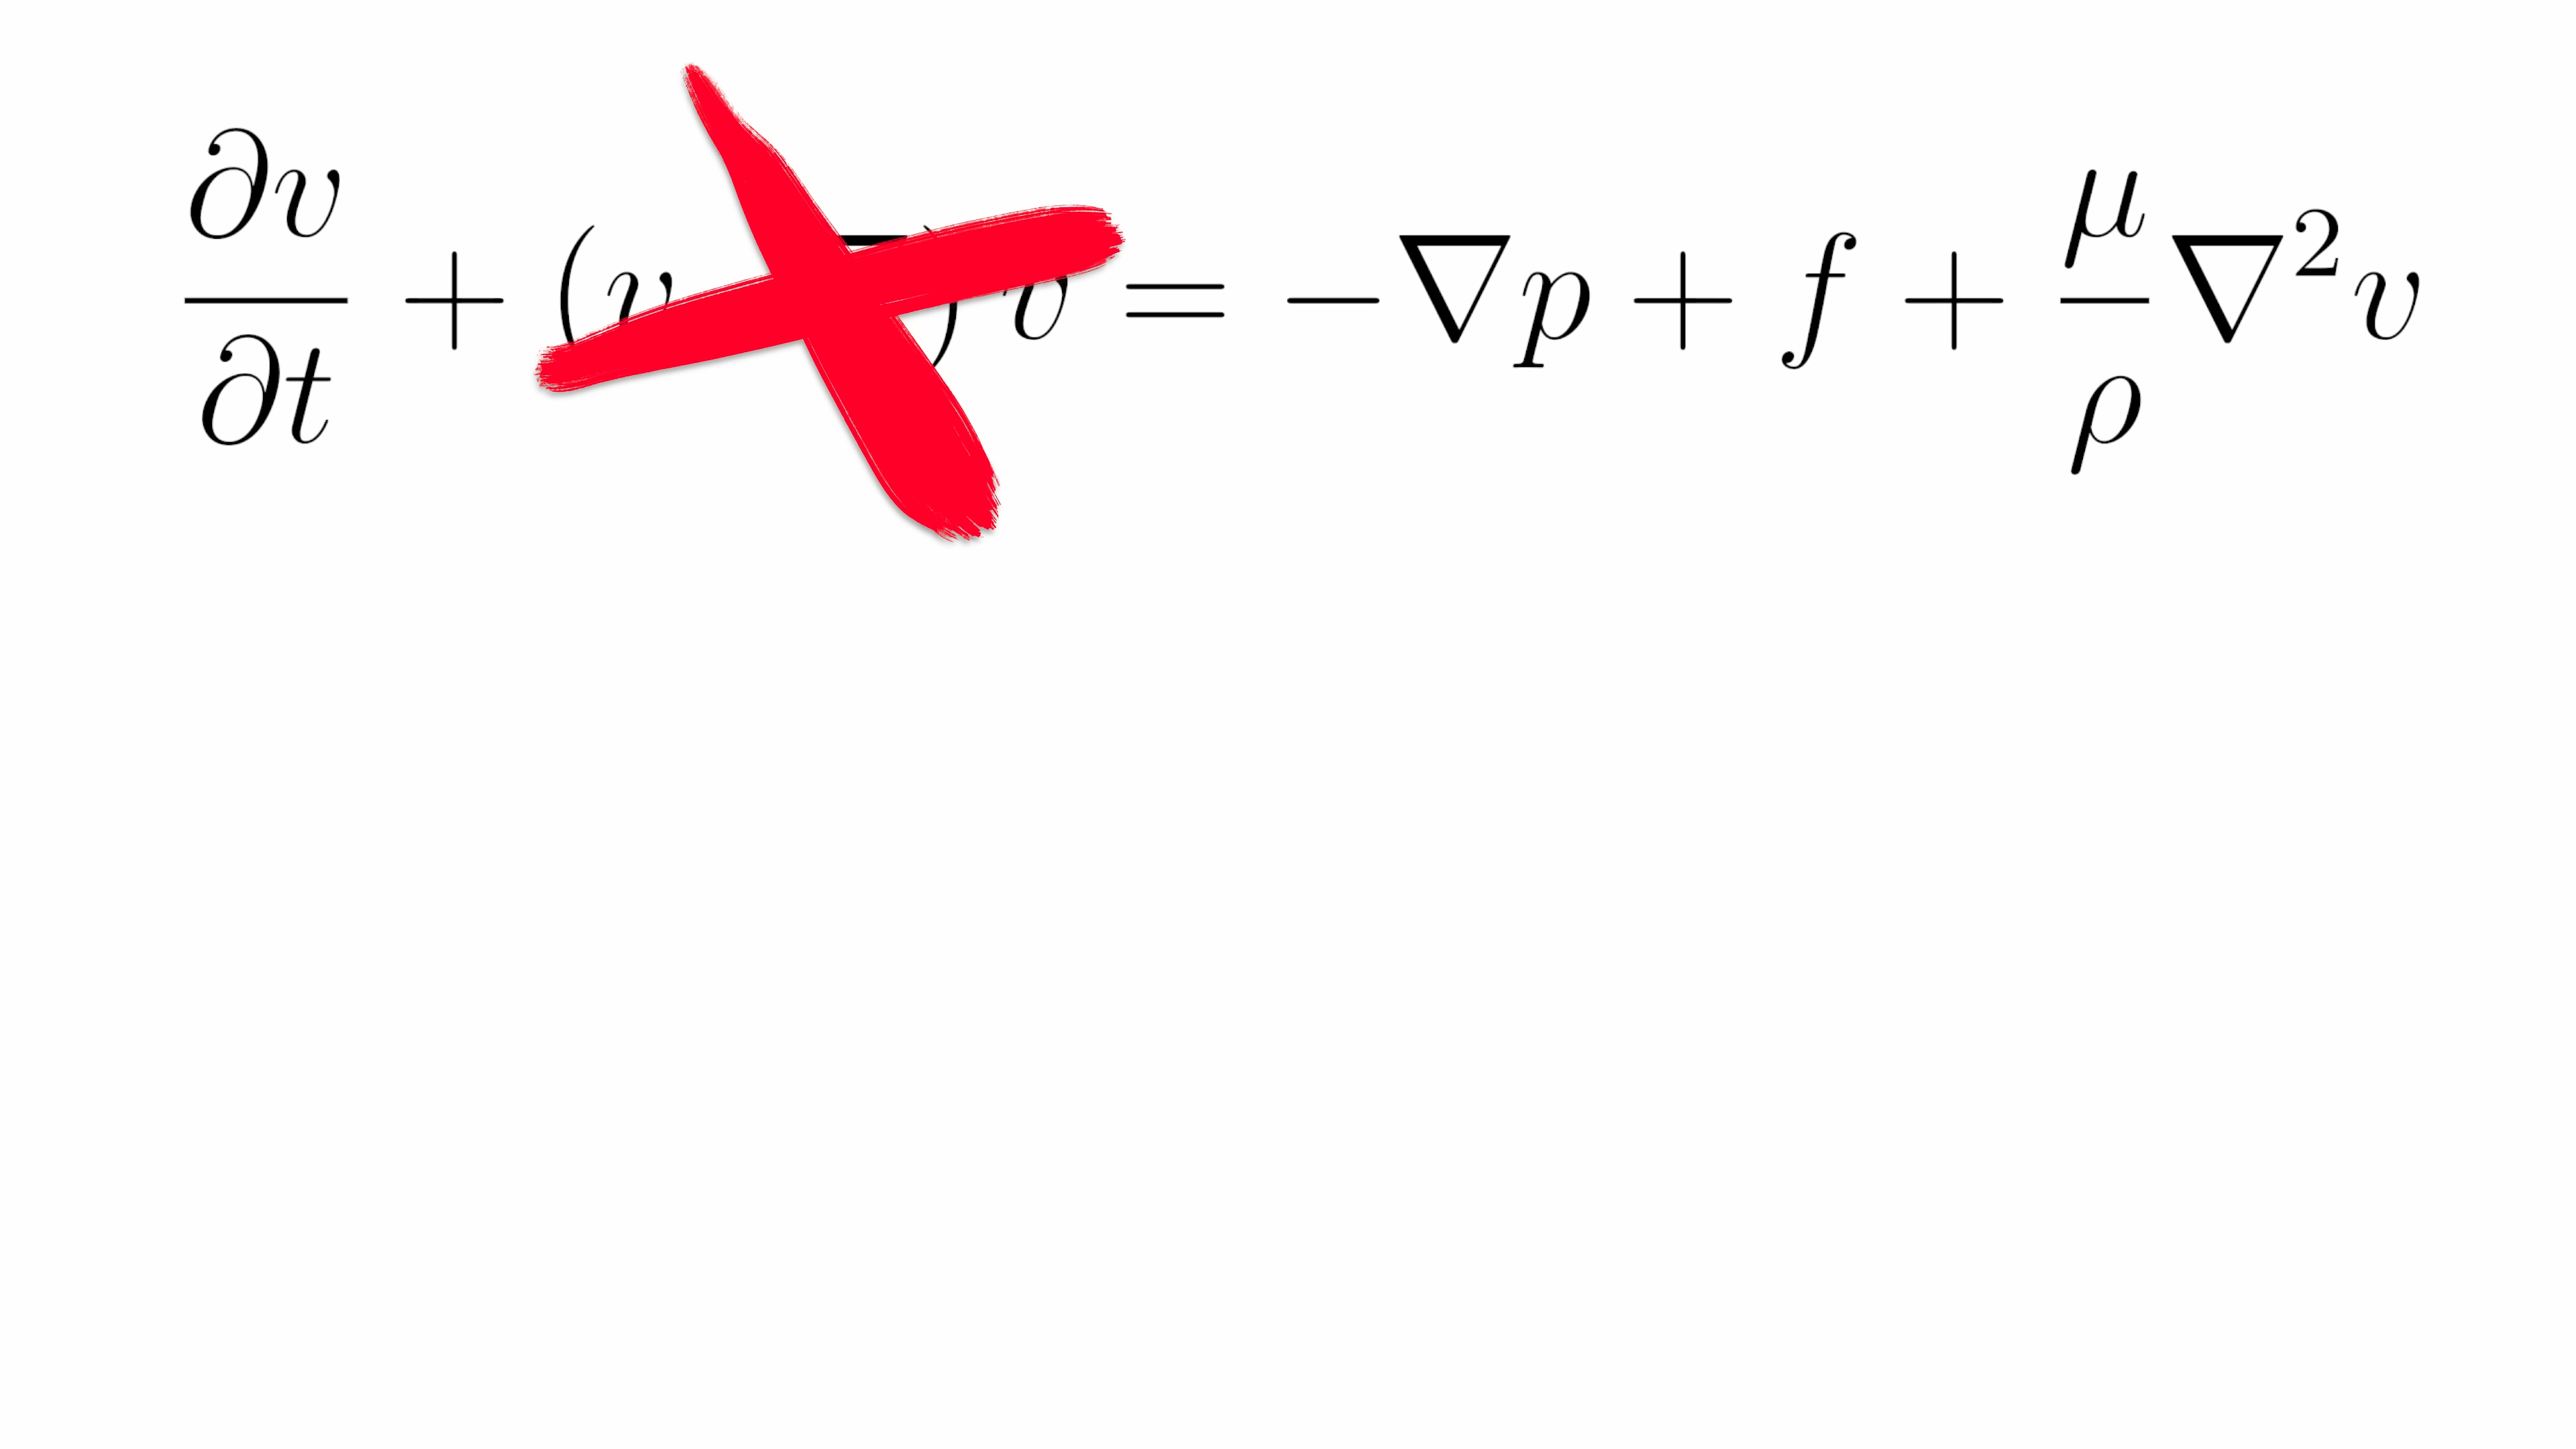 ∂v/∂t + (v ∇) v = −∇p + f + μ/ρ ∇²v